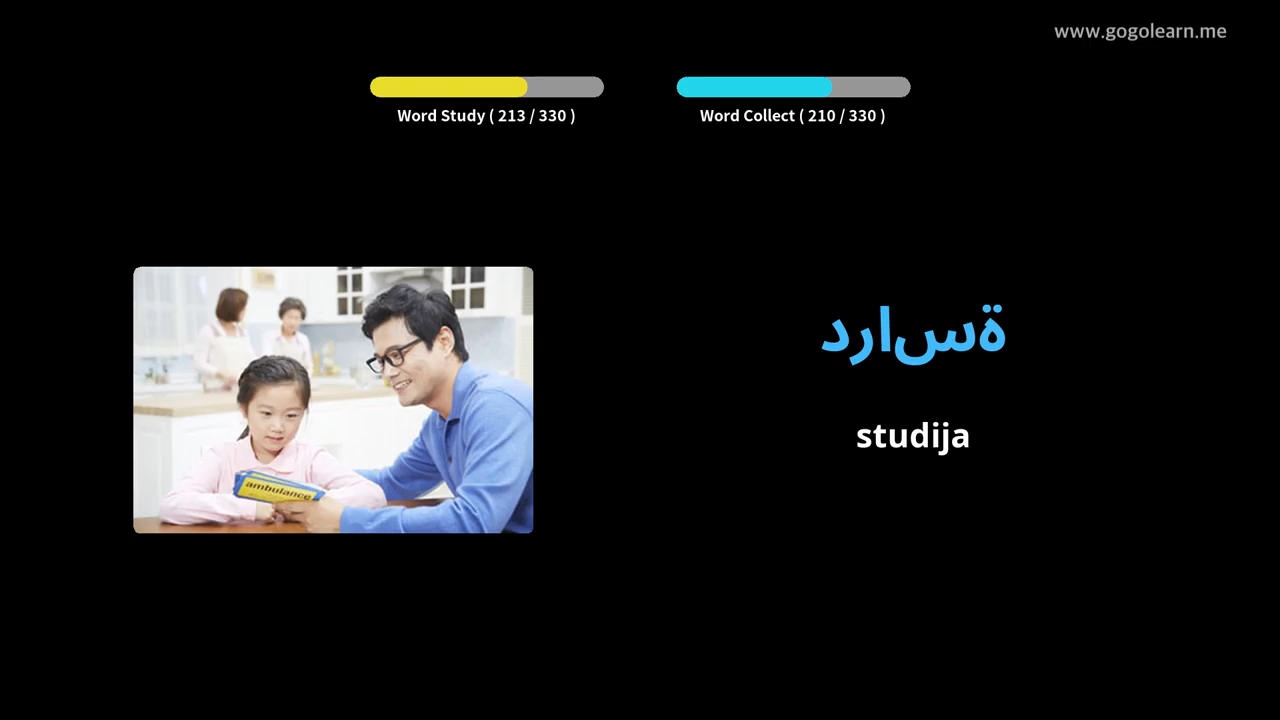 www.gogolearn.me
Word Study ( 213 / 330 )
Word Collect ( 210 / 330 )
ةسارد
studija
ambulance